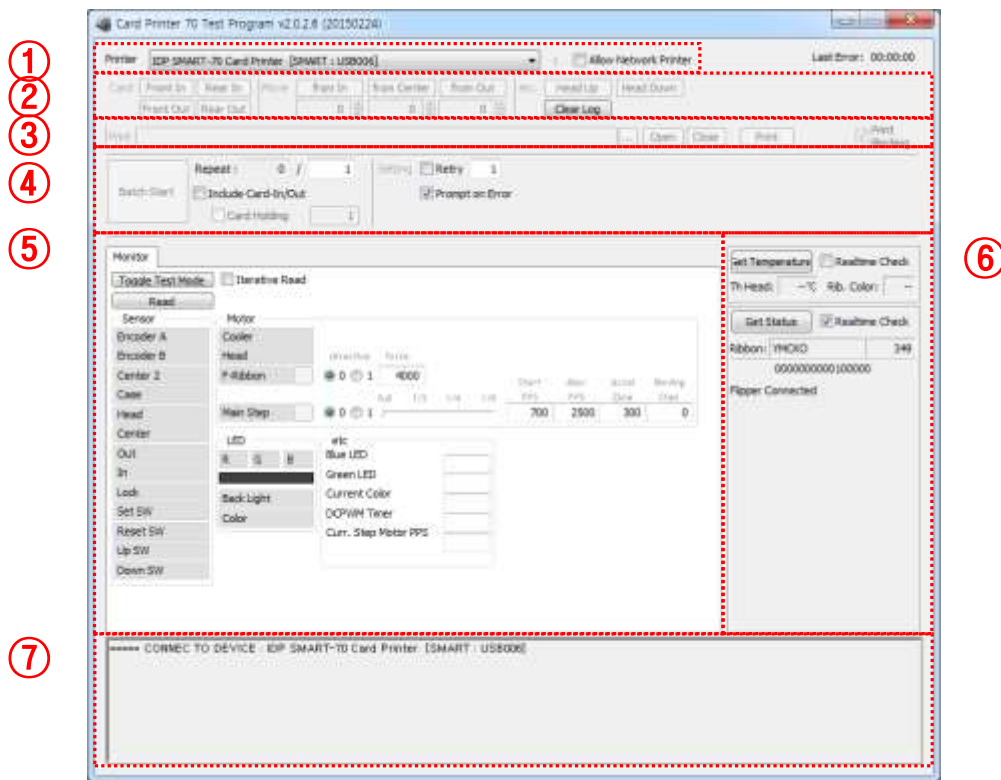 Card Printer 70 Test Program v2.0.2.6 (20150224)
① Printer IDP SMART-70 Card Printer [SMART : USB006] Allow Network Printer Last Error : 00:00:00
② Card Front In Rear In Move from In from Center from Out etc. Head Up Head Down
Front Out Rear Out 0 0 0 Clear Log
③ Print ... Open Close Print Print
④ Batch Start Repeat : 0 / 1 Setting Retry 1
Include Card-In/Out Prompt on Error
Card Holding 1
⑤ ⑥
Monitor
Toggle Test Mode Iterative Read
Read
Sensor Motor
Encoder A Cooler
Encoder B Head
Center 2 P-Ribbon 0 1 4000
Case
Head Main Step 0 1 700 2500 300 0
Center
LED etc
Out R G B Blue LED
In Green LED
Lock Back Light Current Color
Set SW Color DCPWM Timer
Reset SW Curr. Step Motor PPS
Up SW
Down SW
Get Temperature Realtime Check
Th Head: --℃ Rib. Color: --
Get Status Realtime Check
Ribbon: YMCKO 349
0000000000100000
Flipper Connected
⑦ ===== CONNEC TO DEVICE : IDP SMART-70 Card Printer [SMART : USB006]